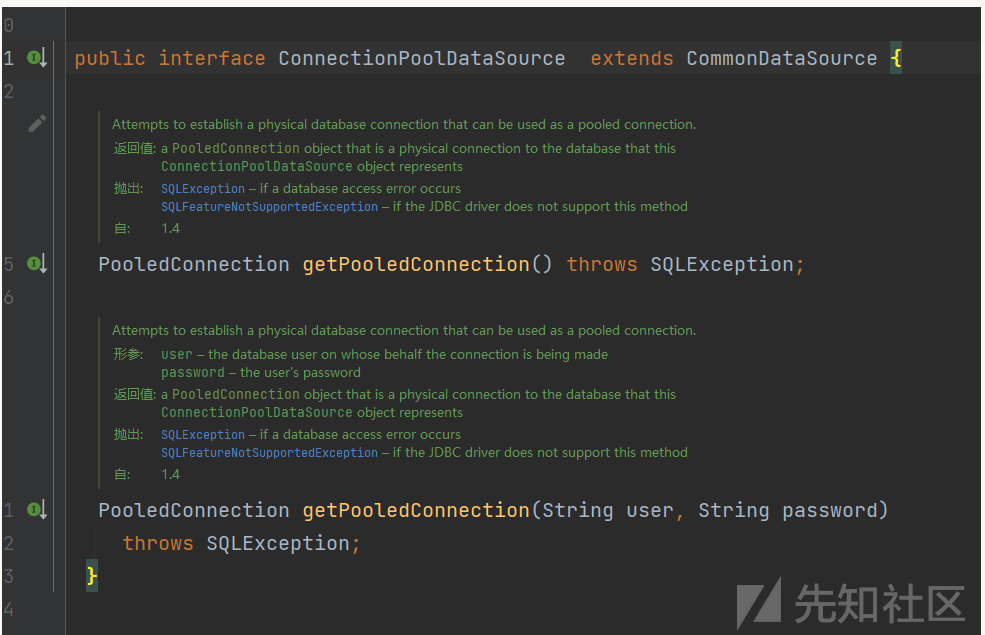 0
1 public interface ConnectionPoolDataSource extends CommonDataSource {
2
Attempts to establish a physical database connection that can be used as a pooled connection.
返回值: a PooledConnection object that is a physical connection to the database that this
ConnectionPoolDataSource object represents
抛出: SQLException – if a database access error occurs
SQLFeatureNotSupportedException – if the JDBC driver does not support this method
自: 1.4
5 PooledConnection getPooledConnection() throws SQLException;
6
Attempts to establish a physical database connection that can be used as a pooled connection.
形参: user – the database user on whose behalf the connection is being made
password – the user's password
返回值: a PooledConnection object that is a physical connection to the database that this
ConnectionPoolDataSource object represents
抛出: SQLException – if a database access error occurs
SQLFeatureNotSupportedException – if the JDBC driver does not support this method
自: 1.4
1 PooledConnection getPooledConnection(String user, String password)
2 throws SQLException;
3 }
4
先知社区